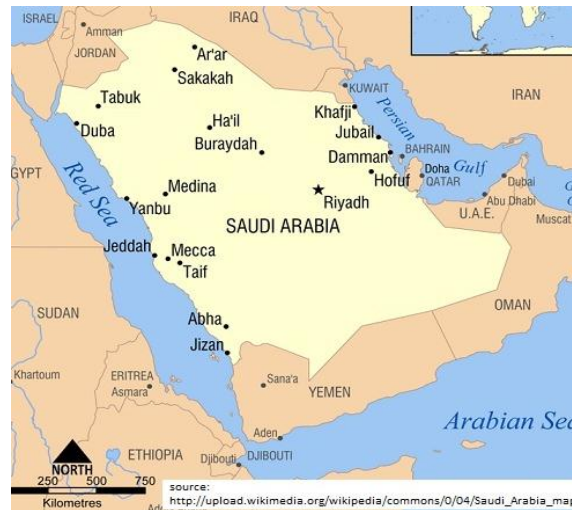 ISRAEL
Amman
JORDAN
IRAQ
IRAN
Ar'ar
Sakakah
KUWAIT
Tabuk
Khafji
Persian
Duba
Ha'il
Jubail
Buraydah
BAHRAIN
Damman
Doha
Gulf
EGYPT
Hofuf
QATAR
Dubai
Red Sea
Medina
Riyadh
Abu Dhabi
Yanbu
U.A.E.
Muscat
SAUDI ARABIA
Jeddah
Mecca
Taif
OMAN
SUDAN
Abha
Jizan
Khartoum
ERITREA
Sana'a
YEMEN
Asmara
Arabian Sea
Aden
ETHIOPIA
Djibouti
DJIBOUTI
NORTH
250 500 750
Kilometres
source:
http://upload.wikimedia.org/wikipedia/commons/0/04/Saudi_Arabia_map